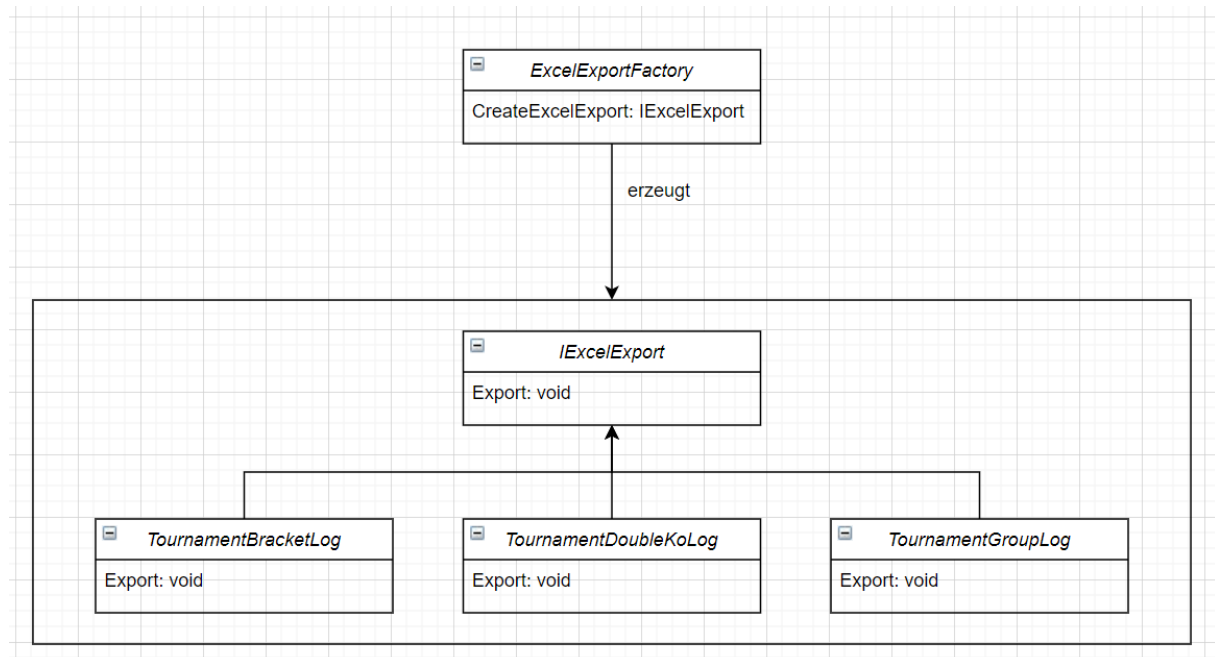 ExcelExportFactory
CreateExcelExport: IExcelExport
erzeugt
IExcelExport
Export: void
TournamentBracketLog
Export: void
TournamentDoubleKoLog
Export: void
TournamentGroupLog
Export: void